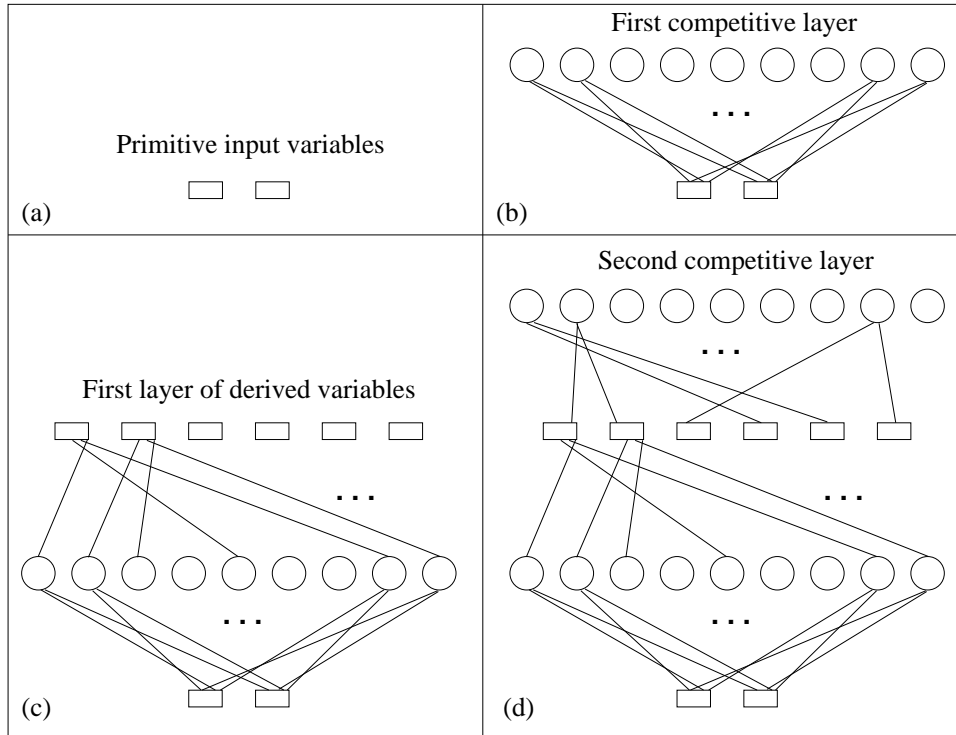 Primitive input variables
(a)
First competitive layer
. . .
(b)
First layer of derived variables
. . .
. . .
(c)
Second competitive layer
. . .
. . .
. . .
(d)